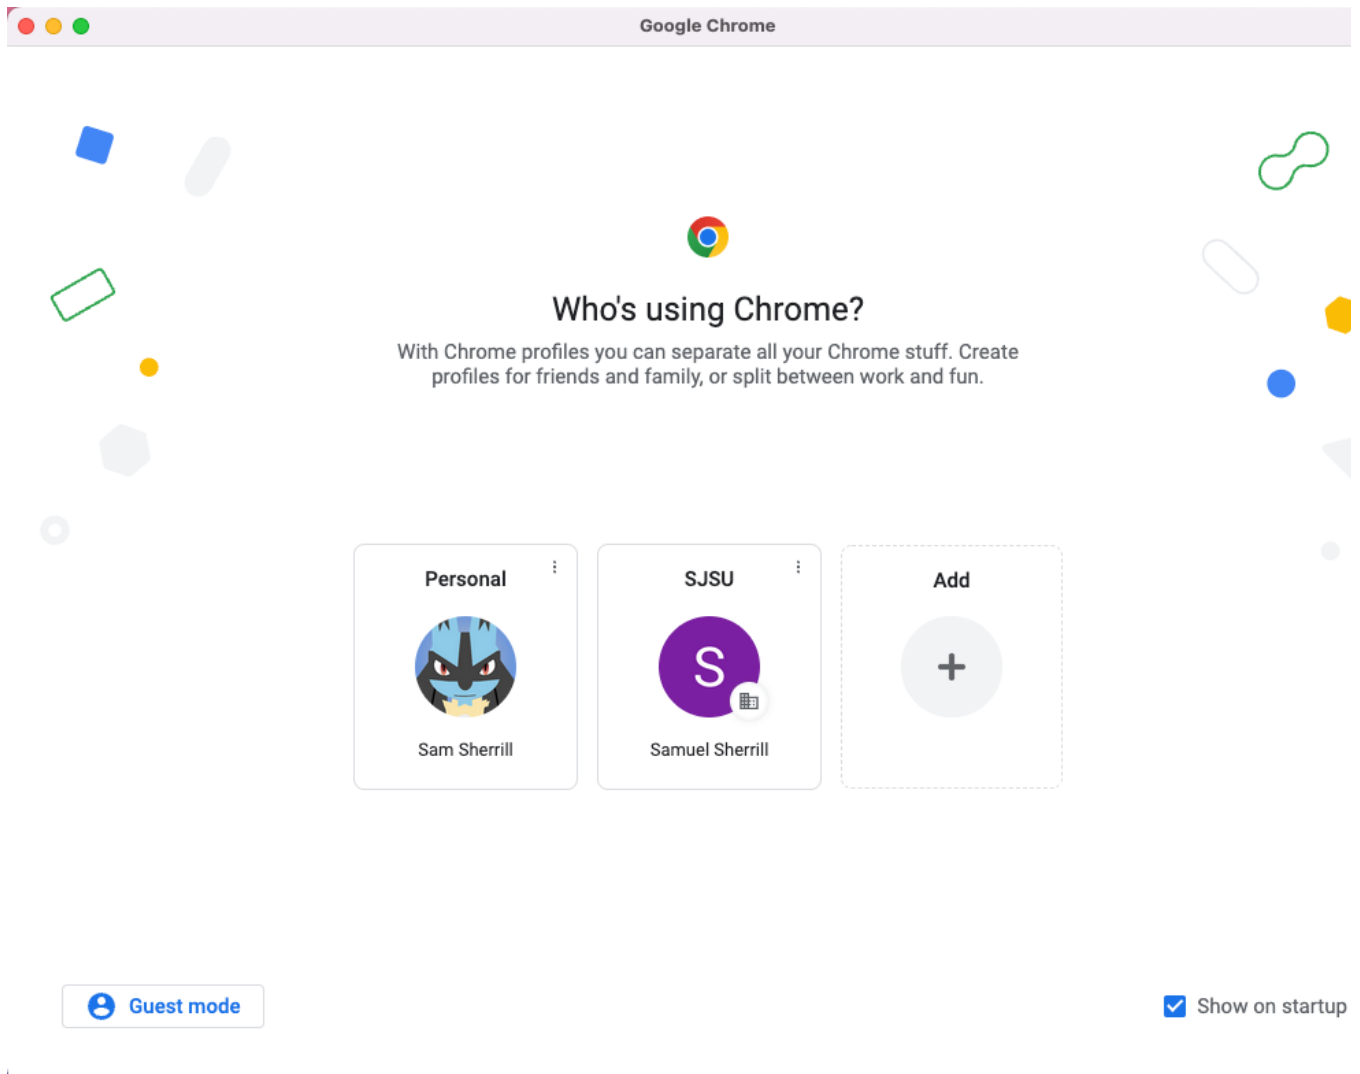 Google Chrome
Who's using Chrome?
With Chrome profiles you can separate all your Chrome stuff. Create
profiles for friends and family, or split between work and fun.
Personal
Sam Sherrill
SJSU
S
Samuel Sherrill
Add
Guest mode
Show on startup